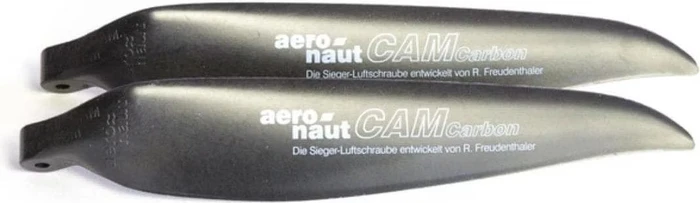 aero
naut CAM Carbon
Die Sieger-Luftschraube entwickelt von R. Freudenthaler
aero
naut CAM Carbon
Die Sieger-Luftschraube entwickelt von R. Freudenthaler